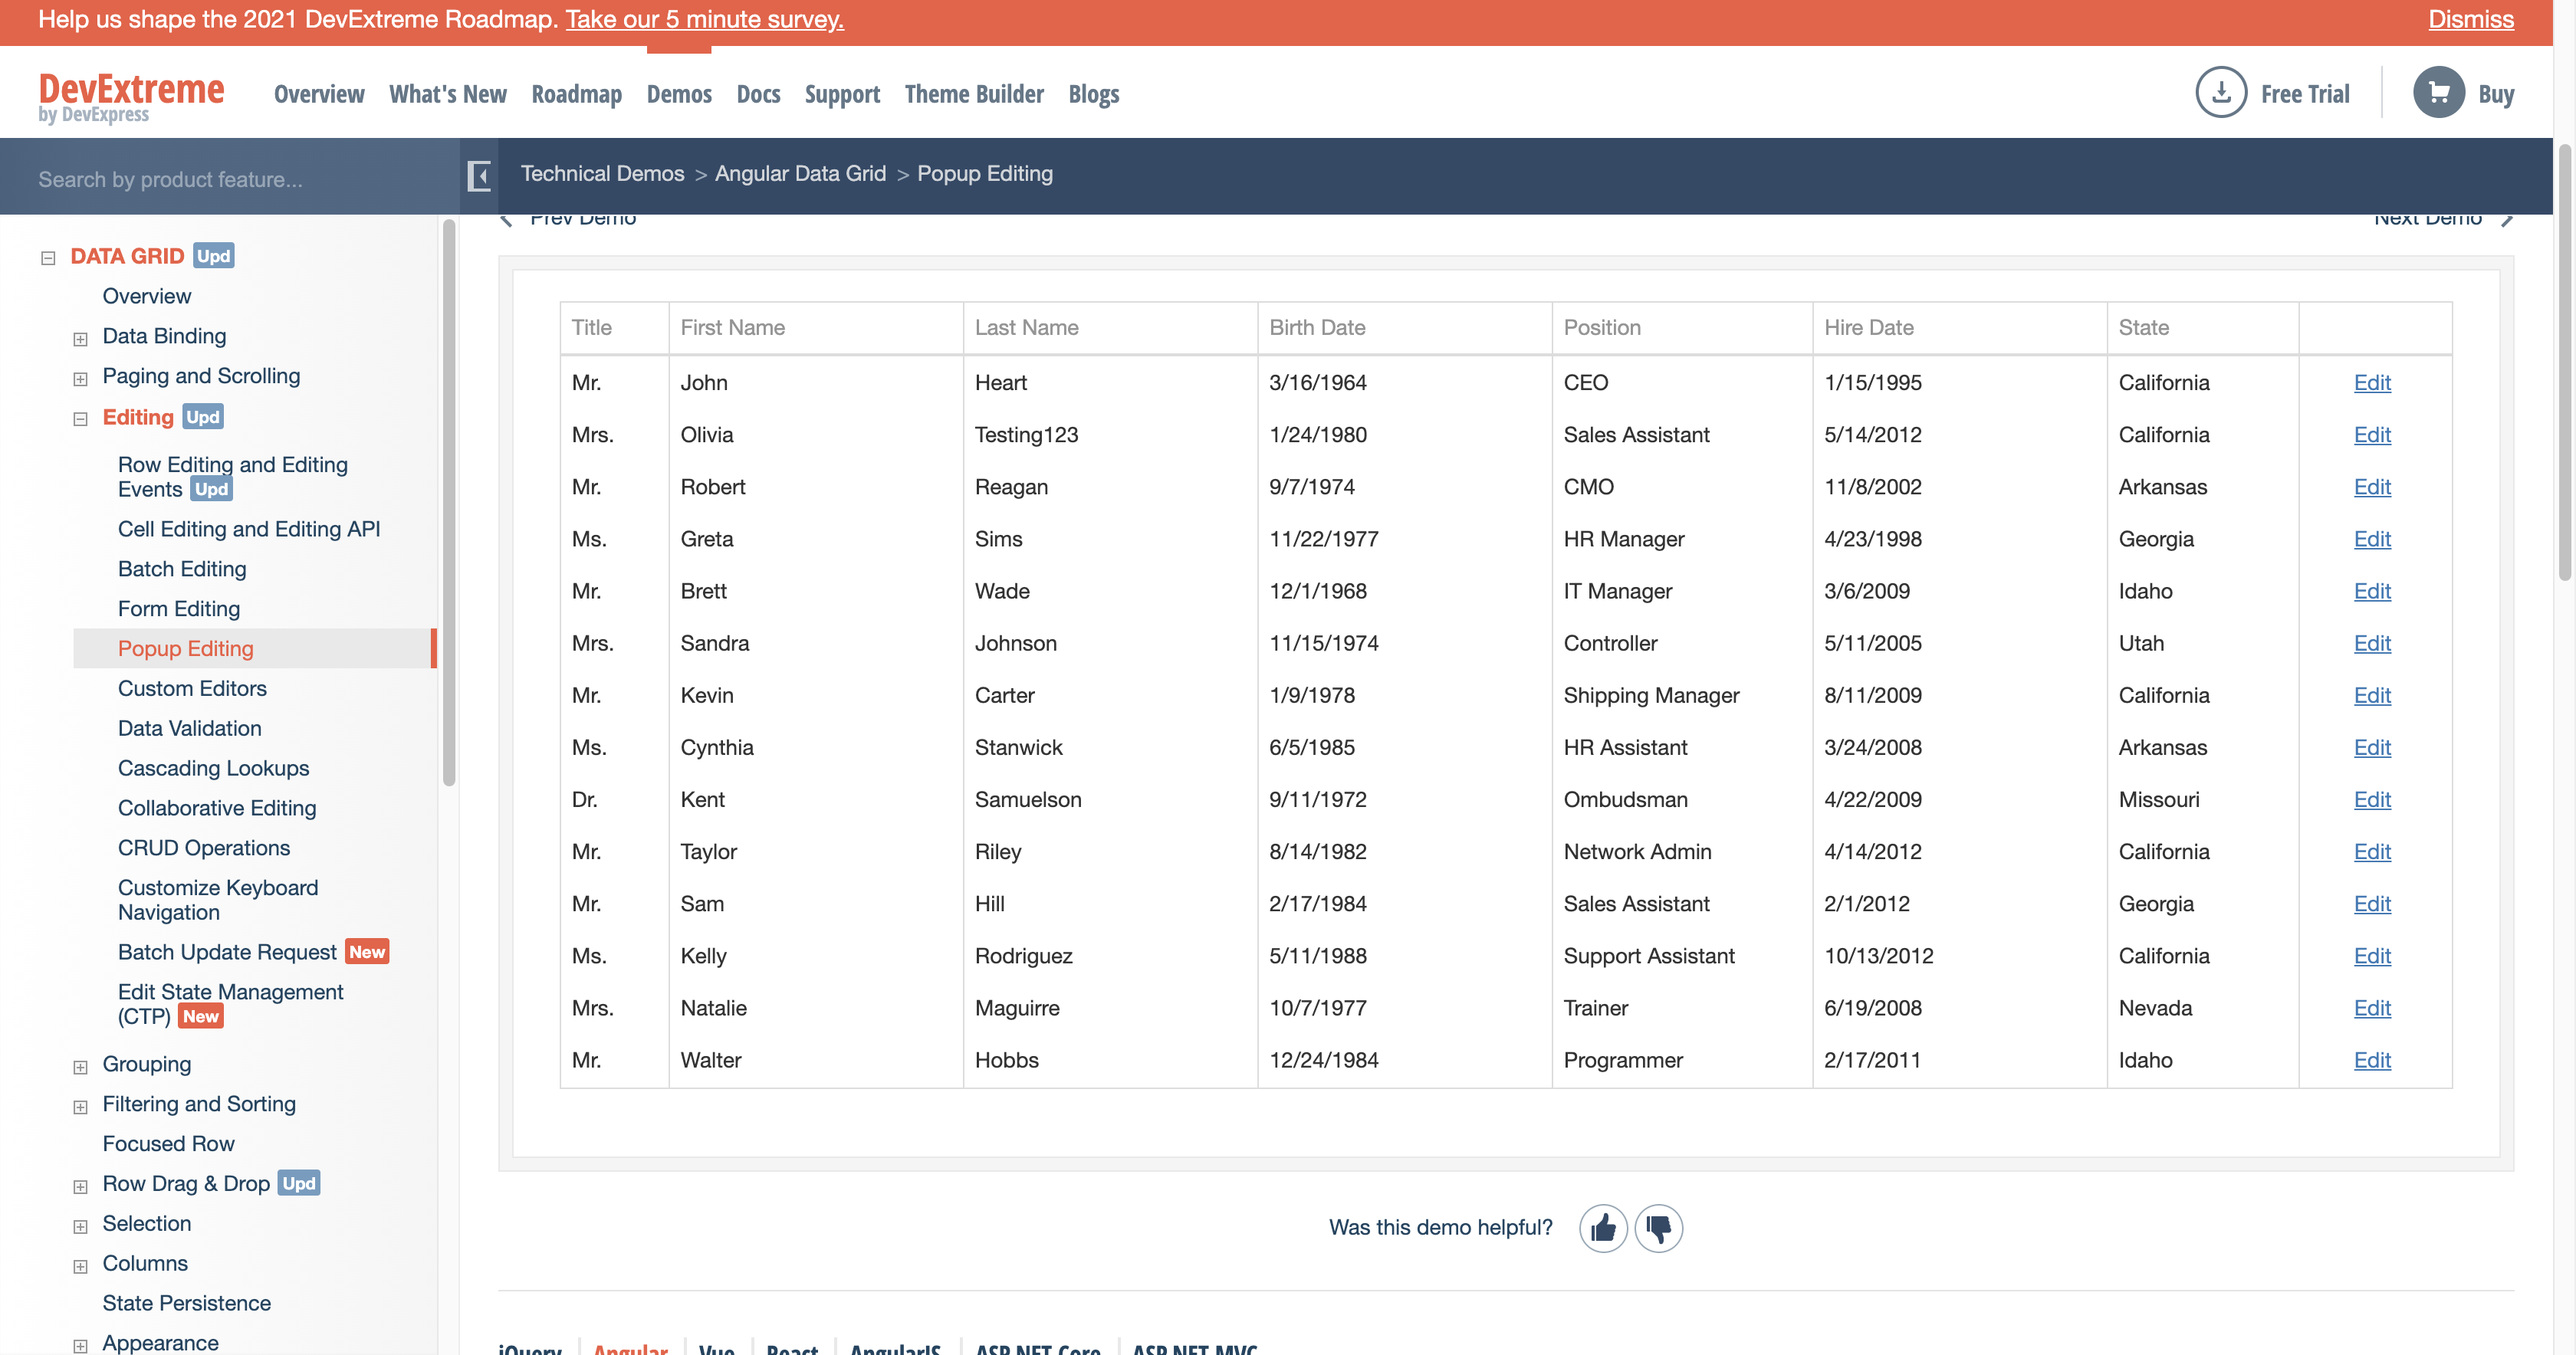 Help us shape the 2021 DevExtreme Roadmap. Take our 5 minute survey.
Dismiss
DevExtreme
by DevExpress
Overview
What's New
Roadmap
Demos
Docs
Support
Theme Builder
Blogs
Free Trial
Buy
Search by product feature...
Technical Demos > Angular Data Grid > Popup Editing
DATA GRID Upd
Overview
Data Binding
Paging and Scrolling
Editing Upd
Row Editing and Editing
Events Upd
Cell Editing and Editing API
Batch Editing
Form Editing
Popup Editing
Custom Editors
Data Validation
Cascading Lookups
Collaborative Editing
CRUD Operations
Customize Keyboard
Navigation
Batch Update Request New
Edit State Management
(CTP) New
Grouping
Filtering and Sorting
Focused Row
Row Drag & Drop Upd
Selection
Columns
State Persistence
Appearance
Prev Demo
Next Demo
Title First Name Last Name Birth Date Position Hire Date State
Mr. John Heart 3/16/1964 CEO 1/15/1995 California Edit
Mrs. Olivia Testing123 1/24/1980 Sales Assistant 5/14/2012 California Edit
Mr. Robert Reagan 9/7/1974 CMO 11/8/2002 Arkansas Edit
Ms. Greta Sims 11/22/1977 HR Manager 4/23/1998 Georgia Edit
Mr. Brett Wade 12/1/1968 IT Manager 3/6/2009 Idaho Edit
Mrs. Sandra Johnson 11/15/1974 Controller 5/11/2005 Utah Edit
Mr. Kevin Carter 1/9/1978 Shipping Manager 8/11/2009 California Edit
Ms. Cynthia Stanwick 6/5/1985 HR Assistant 3/24/2008 Arkansas Edit
Dr. Kent Samuelson 9/11/1972 Ombudsman 4/22/2009 Missouri Edit
Mr. Taylor Riley 8/14/1982 Network Admin 4/14/2012 California Edit
Mr. Sam Hill 2/17/1984 Sales Assistant 2/1/2012 Georgia Edit
Ms. Kelly Rodriguez 5/11/1988 Support Assistant 10/13/2012 California Edit
Mrs. Natalie Maguirre 10/7/1977 Trainer 6/19/2008 Nevada Edit
Mr. Walter Hobbs 12/24/1984 Programmer 2/17/2011 Idaho Edit
Was this demo helpful?
jQuery Angular Vue React AngularJS ASP.NET Core ASP.NET MVC